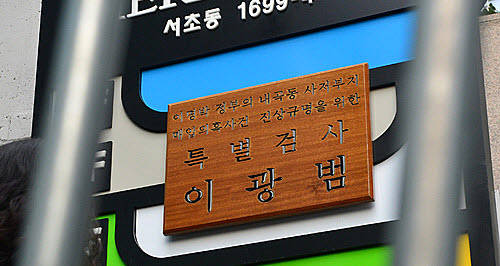 서초동 1699-
이명박 정부의 내곡동 사저부지
매입의혹사건 진상규명을 위한
특별검사
이광범